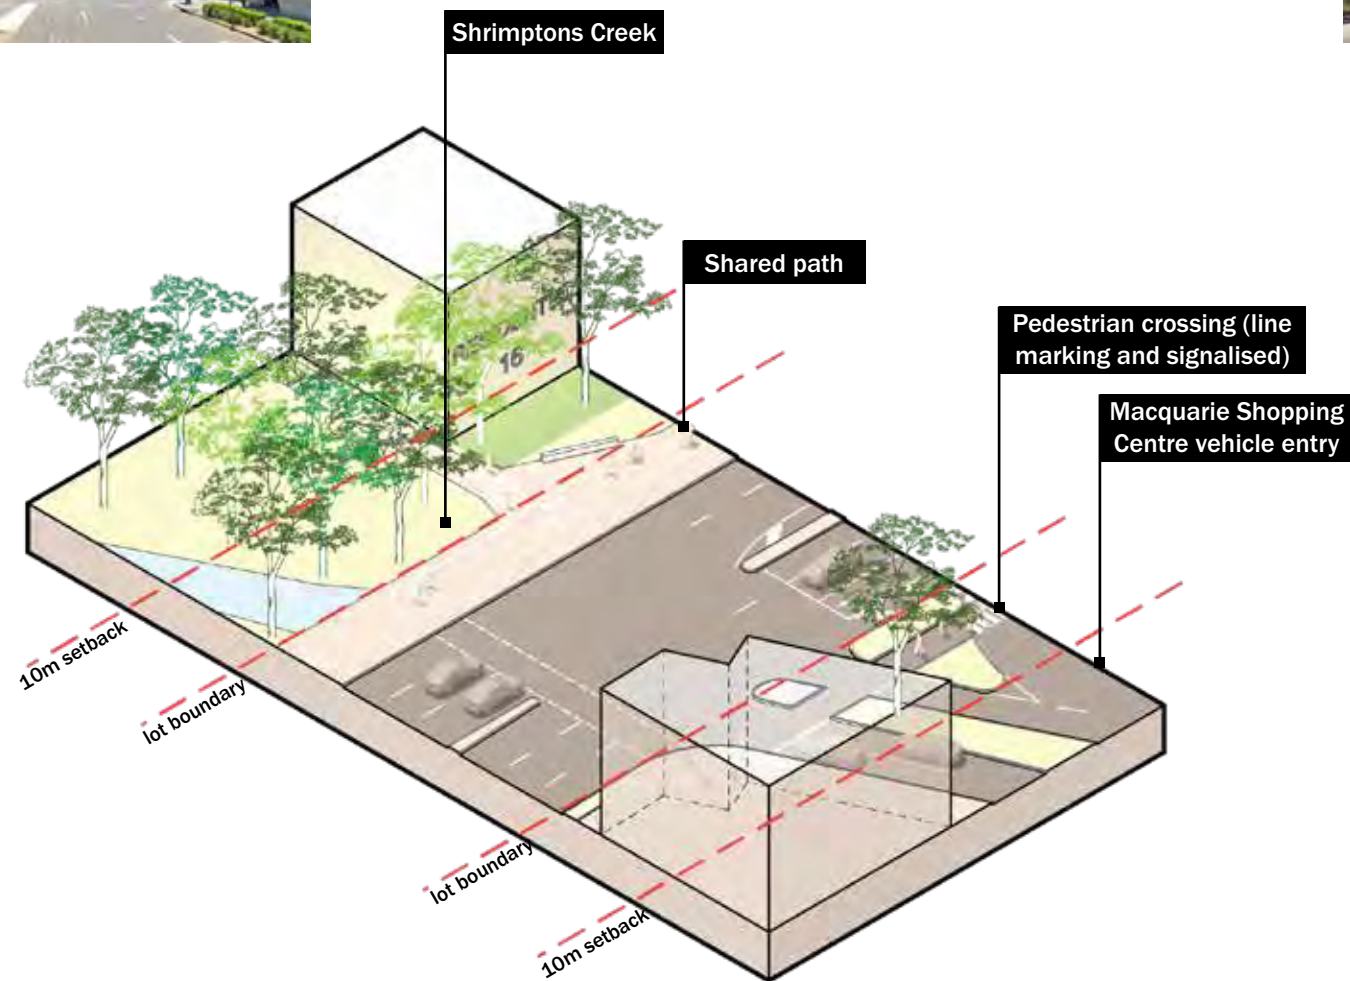 Shrimptons Creek
Shared path
Pedestrian crossing (line
marking and signalised)
Macquarie Shopping
Centre vehicle entry
16
10m setback
lot boundary
lot boundary
10m setback